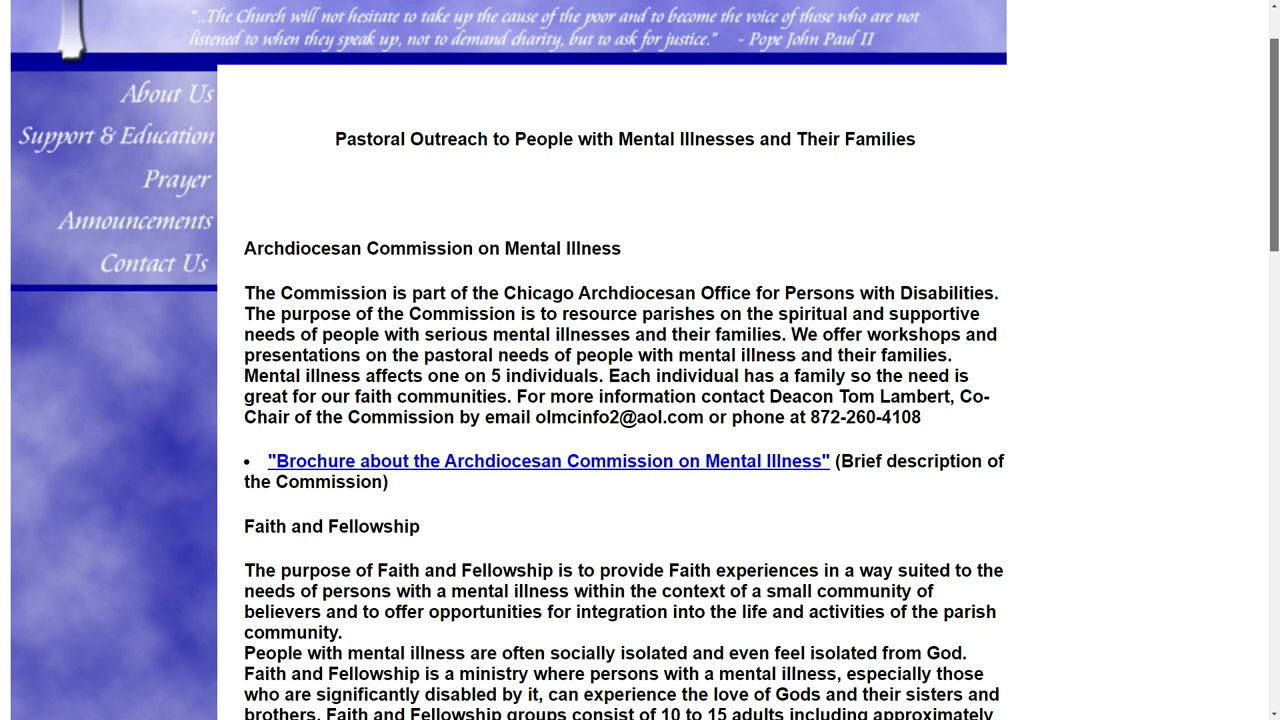 "..The Church will not hesitate to take up the cause of the poor and to become the voice of those who are not
listened to when they speak up, not to demand charity, but to ask for justice." - Pope John Paul II
About Us
Support & Education
Prayer
Announcements
Contact Us
Pastoral Outreach to People with Mental Illnesses and Their Families
Archdiocesan Commission on Mental Illness
The Commission is part of the Chicago Archdiocesan Office for Persons with Disabilities.
The purpose of the Commission is to resource parishes on the spiritual and supportive
needs of people with serious mental illnesses and their families. We offer workshops and
presentations on the pastoral needs of people with mental illness and their families.
Mental illness affects one on 5 individuals. Each individual has a family so the need is
great for our faith communities. For more information contact Deacon Tom Lambert, Co-
Chair of the Commission by email olmcinfo2@aol.com or phone at 872-260-4108
• "Brochure about the Archdiocesan Commission on Mental Illness" (Brief description of
the Commission)
Faith and Fellowship
The purpose of Faith and Fellowship is to provide Faith experiences in a way suited to the
needs of persons with a mental illness within the context of a small community of
believers and to offer opportunities for integration into the life and activities of the parish
community.
People with mental illness are often socially isolated and even feel isolated from God.
Faith and Fellowship is a ministry where persons with a mental illness, especially those
who are significantly disabled by it, can experience the love of Gods and their sisters and
brothers. Faith and Fellowship groups consist of 10 to 15 adults including approximately